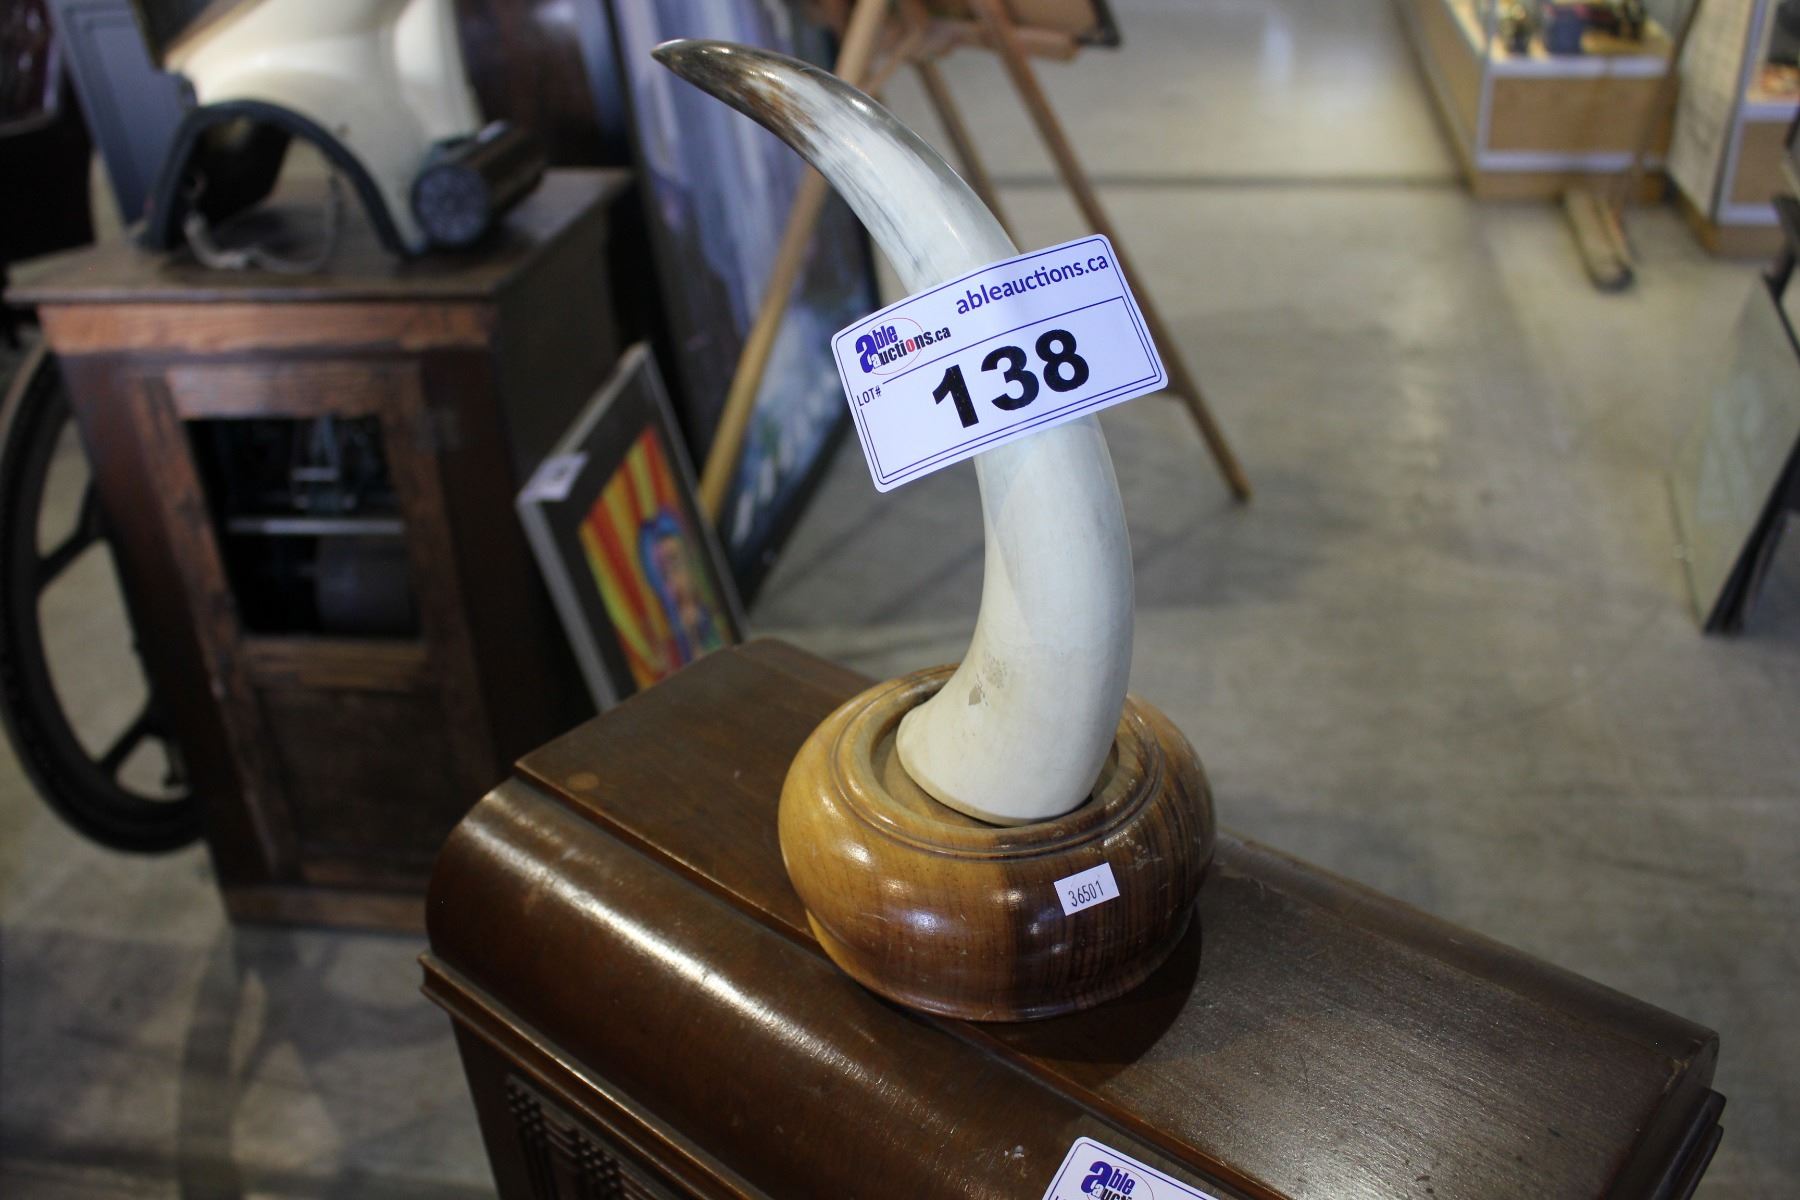 ableauctions.ca
able
auctions.ca
LOT#
138
36501
able